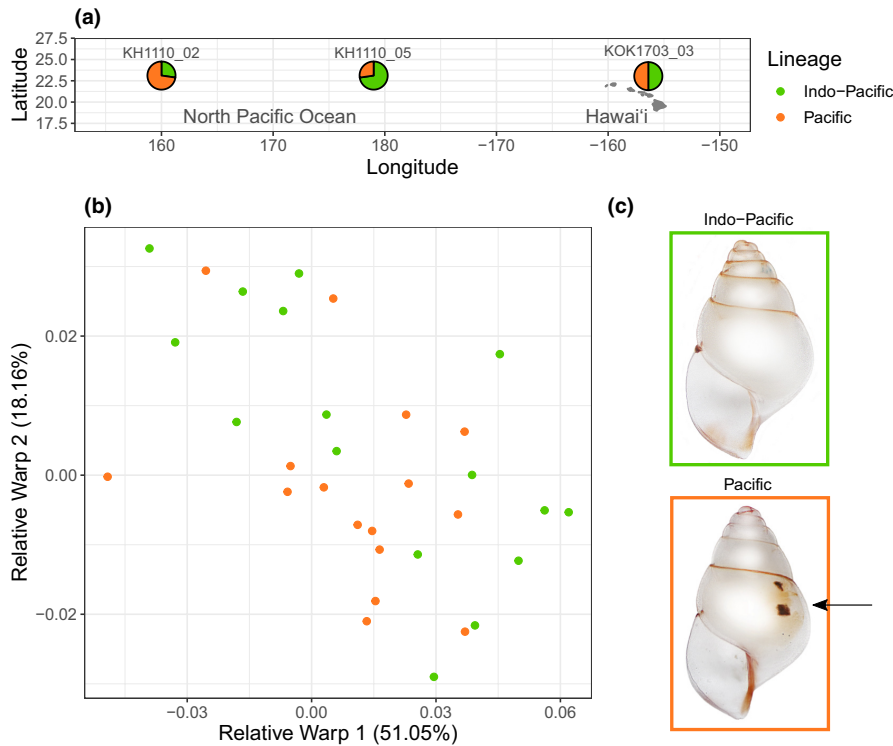 (a)
27.5
25.0
22.5
20.0
17.5
Latitude
KH1110_02
KH1110_05
KOK1703_03
North Pacific Ocean
Hawaiʻi
160
170
180
−170
−160
−150
Longitude
Lineage
Indo−Pacific
Pacific
(b)
0.02
0.00
−0.02
Relative Warp 2 (18.16%)
−0.03
0.00
0.03
0.06
Relative Warp 1 (51.05%)
(c)
Indo−Pacific
Pacific